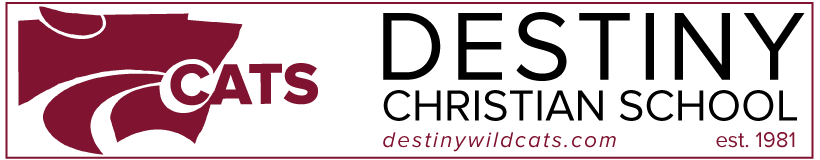 CATS
DESTINY
CHRISTIAN SCHOOL
destinywildcats.com est. 1981